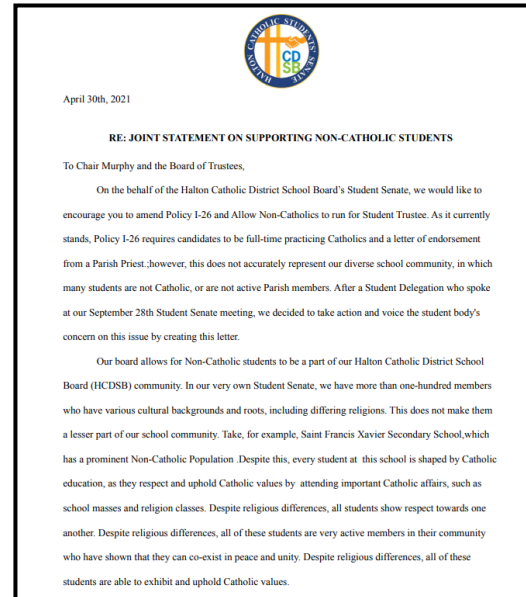 HALTON CATHOLIC STUDENTS' SENATE
CD
SB
April 30th, 2021
RE: JOINT STATEMENT ON SUPPORTING NON-CATHOLIC STUDENTS
To Chair Murphy and the Board of Trustees,
On the behalf of the Halton Catholic District School Board's Student Senate, we would like to
encourage you to amend Policy I-26 and Allow Non-Catholics to run for Student Trustee. As it currently
stands, Policy I-26 requires candidates to be full-time practicing Catholics and a letter of endorsement
from a Parish Priest.;however, this does not accurately represent our diverse school community, in which
many students are not Catholic, or are not active Parish members. After a Student Delegation who spoke
at our September 28th Student Senate meeting, we decided to take action and voice the student body's
concern on this issue by creating this letter.
Our board allows for Non-Catholic students to be a part of our Halton Catholic District School
Board (HCDSB) community. In our very own Student Senate, we have more than one-hundred members
who have various cultural backgrounds and roots, including differing religions. This does not make them
a lesser part of our school community. Take, for example, Saint Francis Xavier Secondary School,which
has a prominent Non-Catholic Population .Despite this, every student at  this school is shaped by Catholic
education, as they respect and uphold Catholic values by  attending important Catholic affairs, such as
school masses and religion classes. Despite religious differences, all students show respect towards one
another. Despite religious differences, all of these students are very active members in their community
who have shown that they can co-exist in peace and unity. Despite religious differences, all of these
students are able to exhibit and uphold Catholic values.